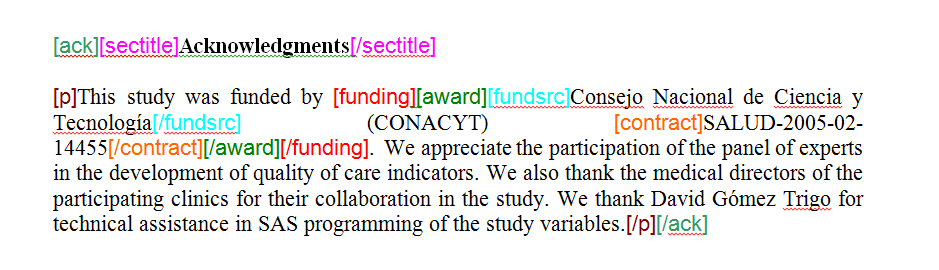 [ack][sectitle]Acknowledgments[/sectitle]
[p]This study was funded by [funding][award][fundsrc]Consejo Nacional de Ciencia y
Tecnología[/fundsrc] (CONACYT) [contract]SALUD-2005-02-
14455[/contract][/award][/funding]. We appreciate the participation of the panel of experts
in the development of quality of care indicators. We also thank the medical directors of the
participating clinics for their collaboration in the study. We thank David Gómez Trigo for
technical assistance in SAS programming of the study variables.[/p][/ack]